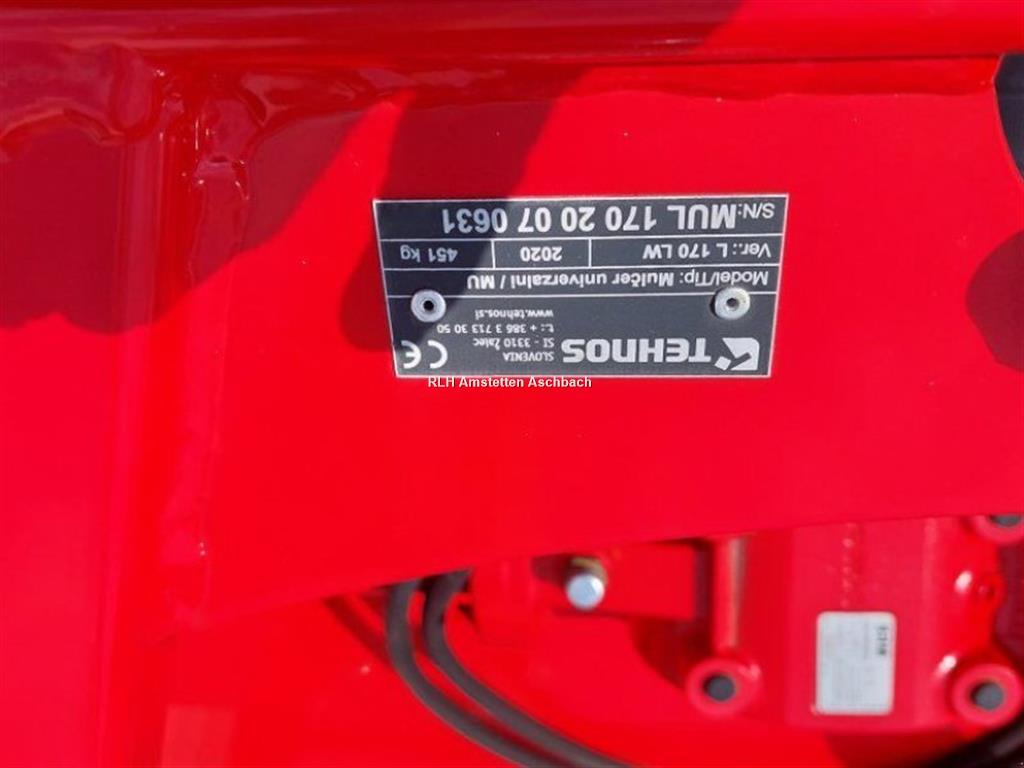 TEHNOS
SLOVENIA
SI - 3310 Žalec
t.: + 386 3 713 30 50
www.tehnos.si
CE
Model/Tip: Mulčer univerzalni / MU
Ver.: L 170 LW 2020 451 kg
S/N: MUL 170 20 07 0631
RLH Amstetten Aschbach